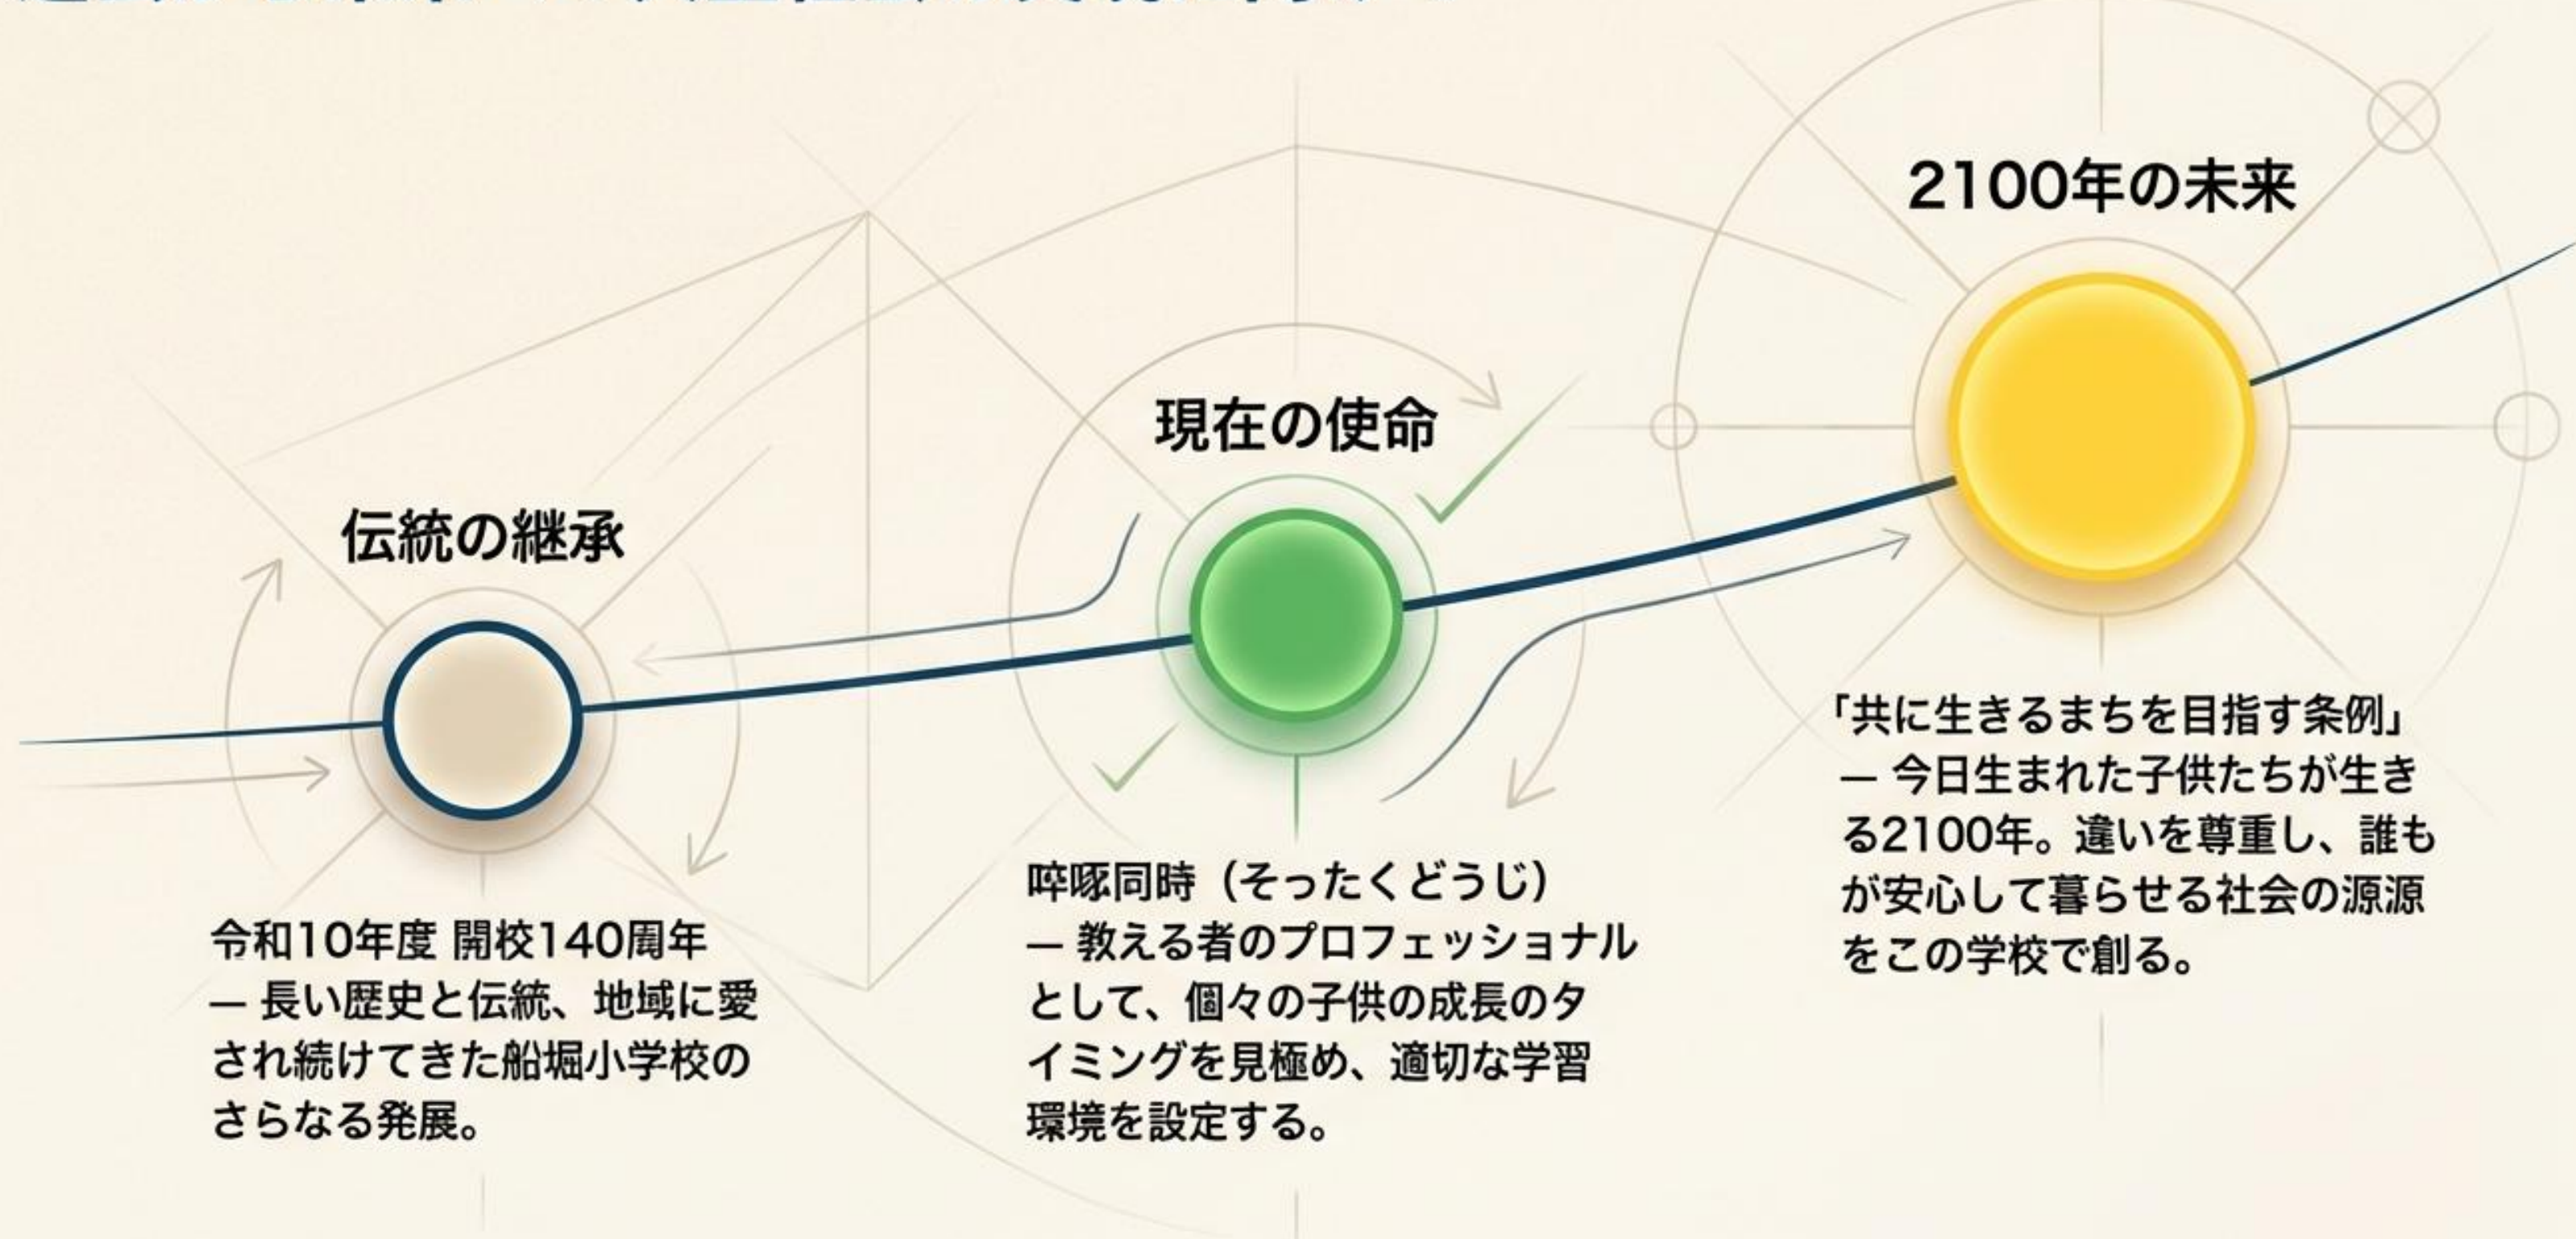 伝統の継承
令和10年度 開校140周年
― 長い歴史と伝統、地域に愛
され続けてきた船堀小学校の
さらなる発展。
現在の使命
啐啄同時（そったくどうじ）
― 教える者のプロフェッショナル
として、個々の子供の成長のタ
イミングを見極め、適切な学習
環境を設定する。
2100年の未来
「共に生きるまちを目指す条例」
― 今日生まれた子供たちが生き
る2100年。違いを尊重し、誰も
が安心して暮らせる社会の源源
をこの学校で創る。